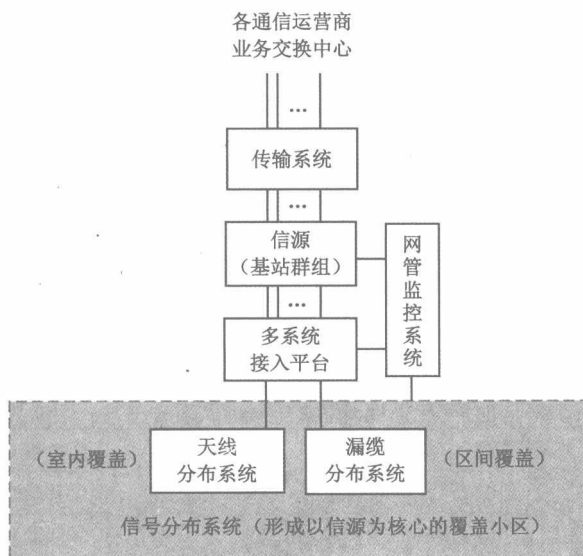 各通信运营商
业务交换中心
...
传输系统
...
信源
（基站群组）
网管监控系统
...
多系统
接入平台
（室内覆盖）
天线
分布系统
漏缆
分布系统
（区间覆盖）
信号分布系统（形成以信源为核心的覆盖小区）